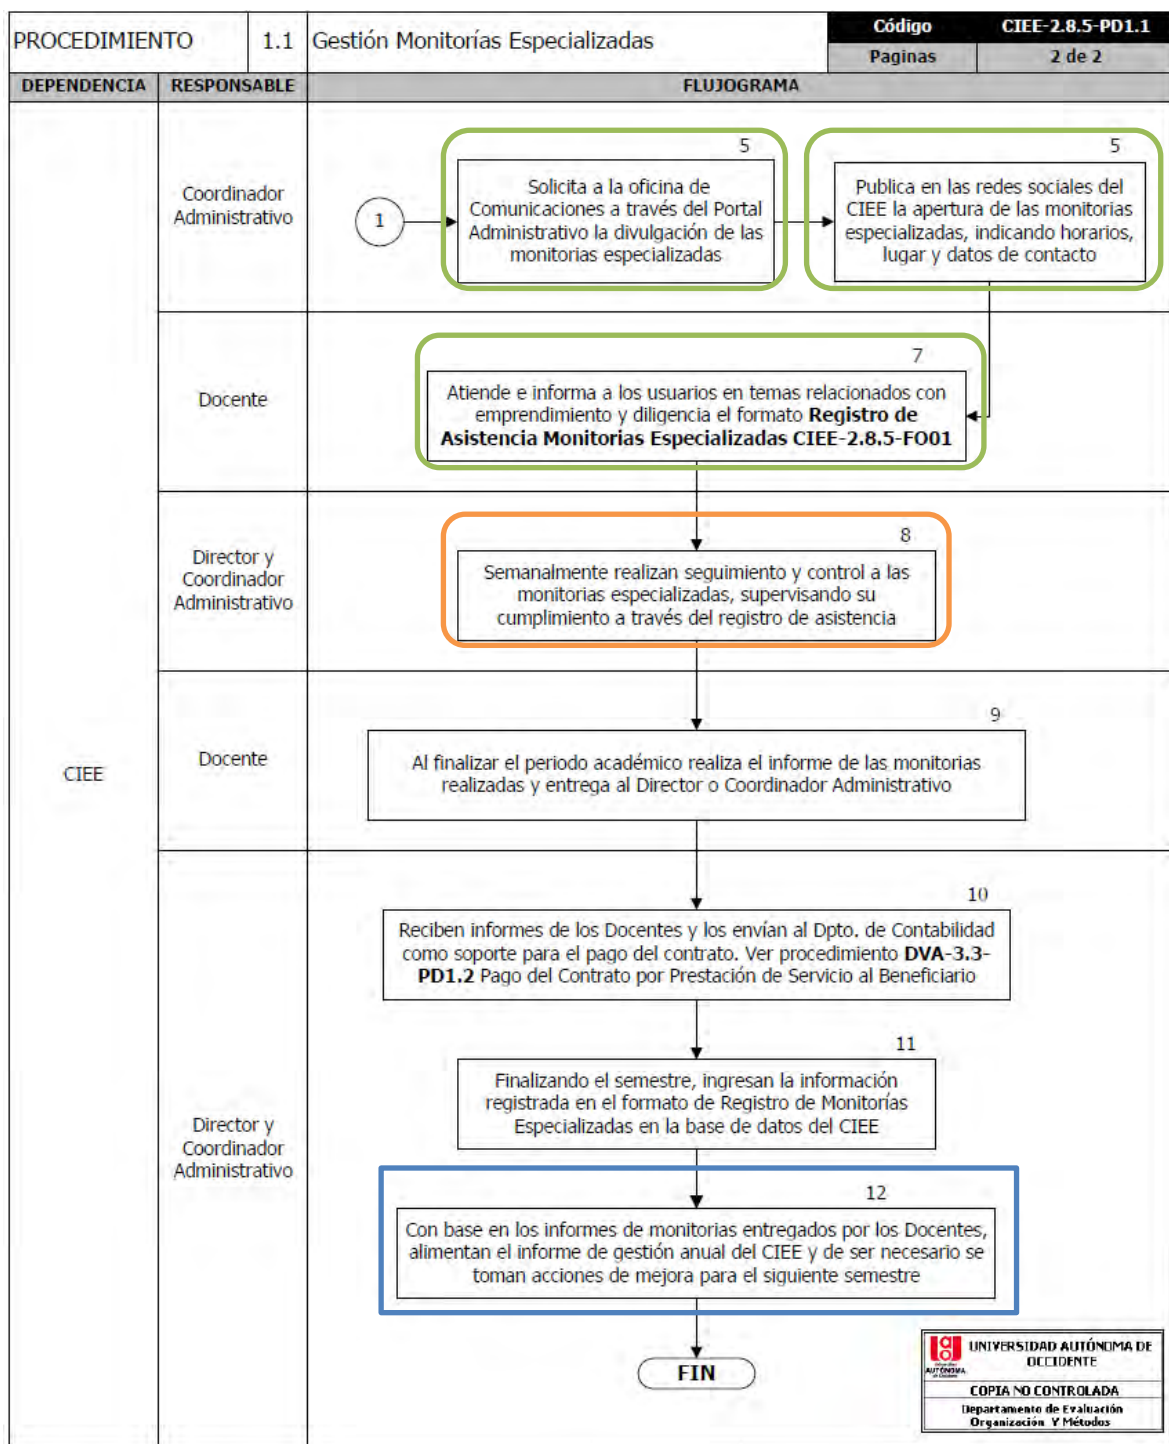 PROCEDIMIENTO
1.1
Gestión Monitorías Especializadas
Código
CIEE-2.8.5-PD1.1
Paginas
2 de 2
DEPENDENCIA
RESPONSABLE
FLUJOGRAMA
CIEE
Coordinador
Administrativo
1
5
Solicita a la oficina de
Comunicaciones a través del Portal
Administrativo la divulgación de las
monitorias especializadas
5
Publica en las redes sociales del
CIEE la apertura de las monitorias
especializadas, indicando horarios,
lugar y datos de contacto
Docente
7
Atiende e informa a los usuarios en temas relacionados con
emprendimiento y diligencia el formato Registro de
Asistencia Monitorias Especializadas CIEE-2.8.5-FO01
Director y
Coordinador
Administrativo
8
Semanalmente realizan seguimiento y control a las
monitorias especializadas, supervisando su
cumplimiento a través del registro de asistencia
Docente
9
Al finalizar el periodo académico realiza el informe de las monitorias
realizadas y entrega al Director o Coordinador Administrativo
Director y
Coordinador
Administrativo
10
Reciben informes de los Docentes y los envían al Dpto. de Contabilidad
como soporte para el pago del contrato. Ver procedimiento DVA-3.3-
PD1.2 Pago del Contrato por Prestación de Servicio al Beneficiario
11
Finalizando el semestre, ingresan la información
registrada en el formato de Registro de Monitorías
Especializadas en la base de datos del CIEE
12
Con base en los informes de monitorias entregados por los Docentes,
alimentan el informe de gestión anual del CIEE y de ser necesario se
toman acciones de mejora para el siguiente semestre
FIN
UNIVERSIDAD AUTÓNOMA DE
OCCIDENTE
AUTÓNOMA
COPIA NO CONTROLADA
Departamento de Evaluación
Organización Y Métodos